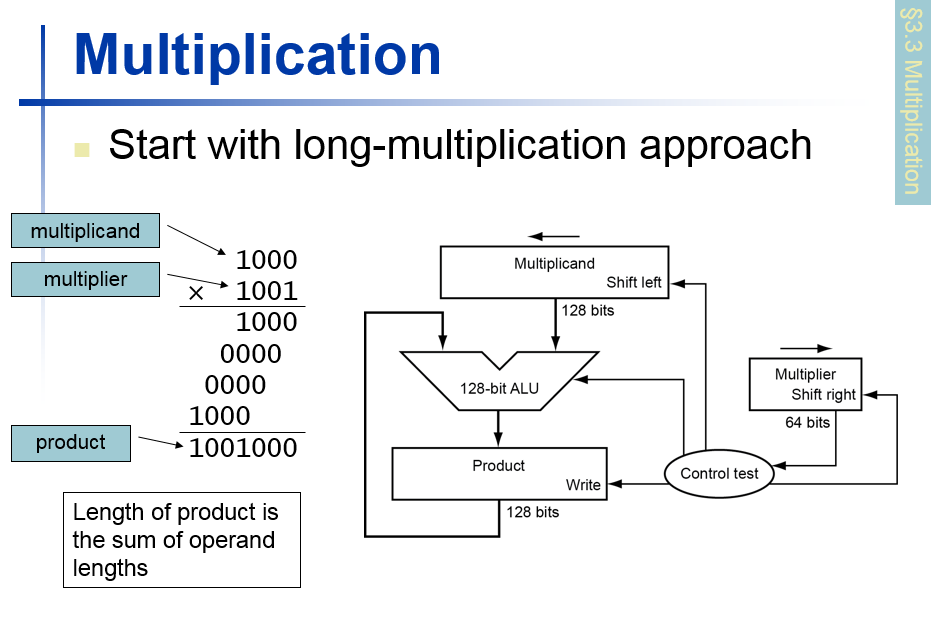 §3.3 Multiplication
Multiplication
Start with long-multiplication approach
multiplicand
multiplier
1000
× 1001
1000
0000
0000
1000
product
1001000
Length of product is
the sum of operand
lengths
Multiplicand
Shift left
128 bits
128-bit ALU
Multiplier
Shift right
64 bits
Product
Write
128 bits
Control test